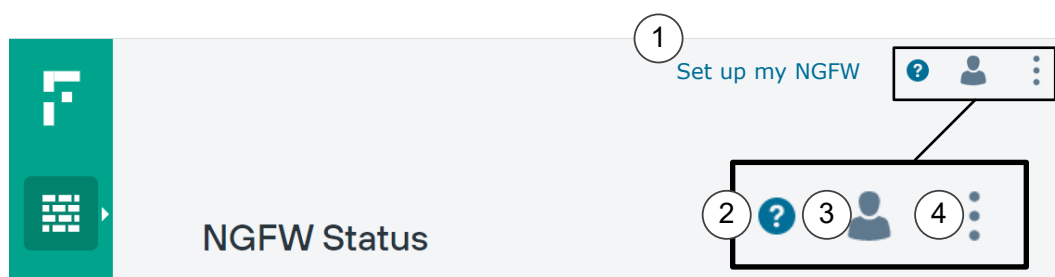 1
Set up my NGFW
?
F
2 ? 3 4
NGFW Status